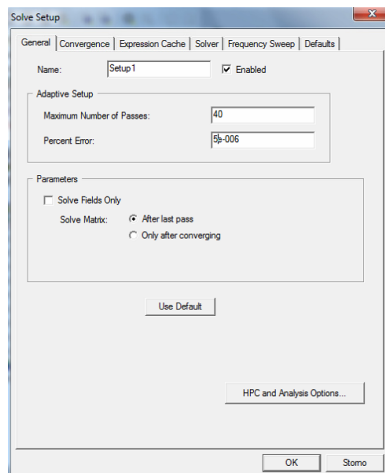 Solve Setup
General Convergence Expression Cache Solver Frequency Sweep Defaults
Name: Setup1 Enabled
Adaptive Setup
Maximum Number of Passes: 40
Percent Error: 5e-006
Parameters
Solve Fields Only
Solve Matrix: After last pass
Only after converging
Use Default
HPC and Analysis Options...
OK Storno